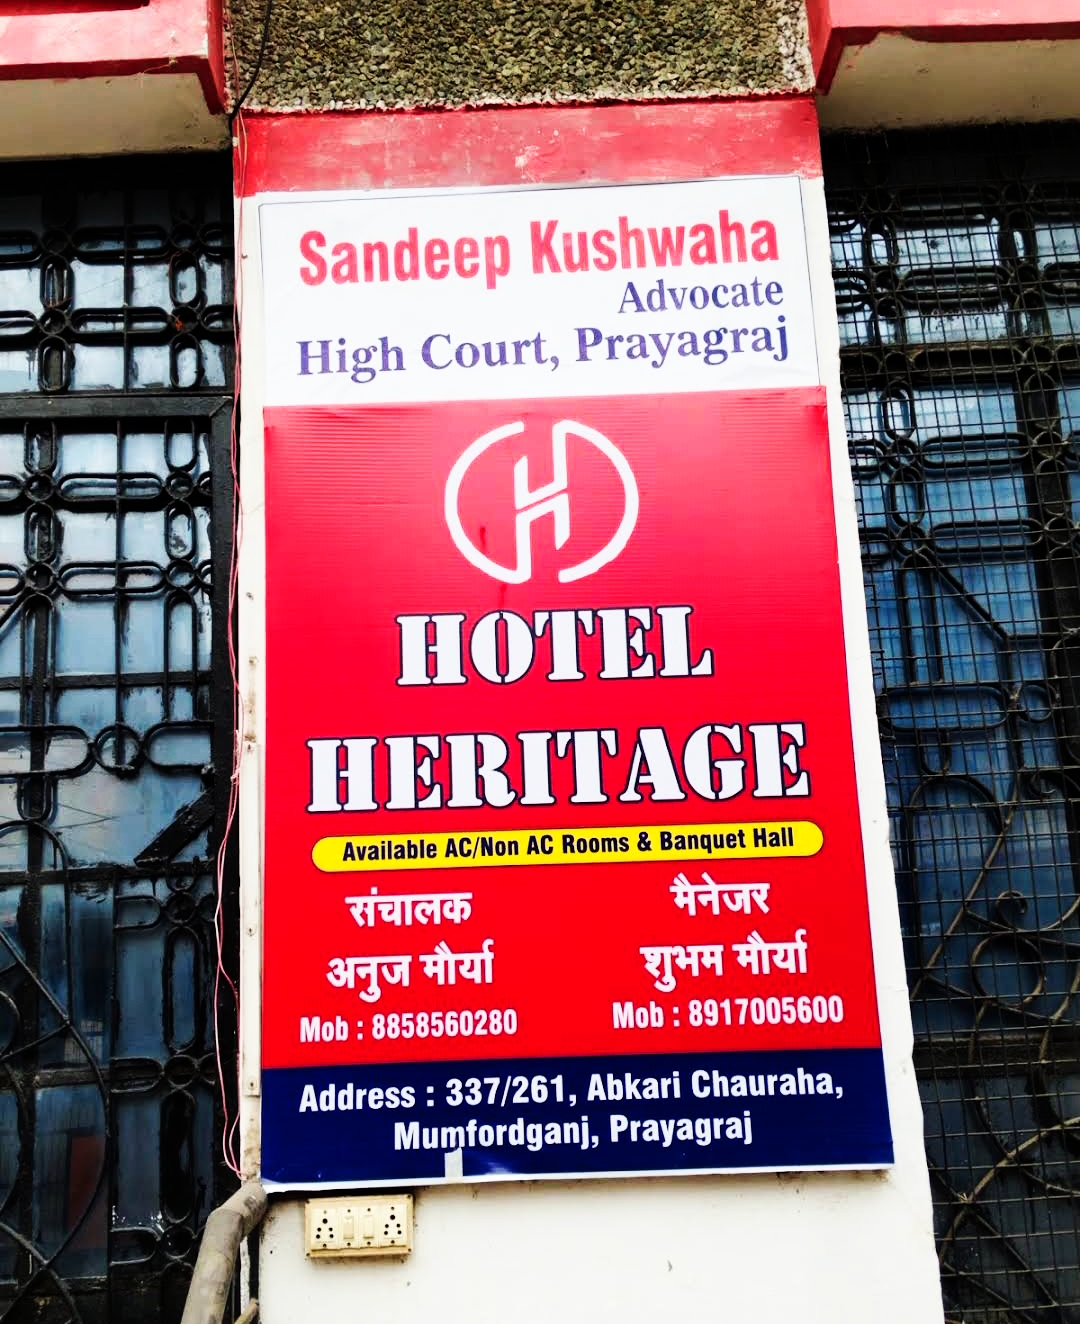 Sandeep Kushwaha
Advocate
High Court, Prayagraj
H
HOTEL
HERITAGE
Available AC/Non AC Rooms & Banquet Hall
संचालक
अनुज मौर्या
Mob : 8858560280
मैनेजर
शुभम मौर्या
Mob : 8917005600
Address : 337/261, Abkari Chauraha,
Mumfordganj, Prayagraj